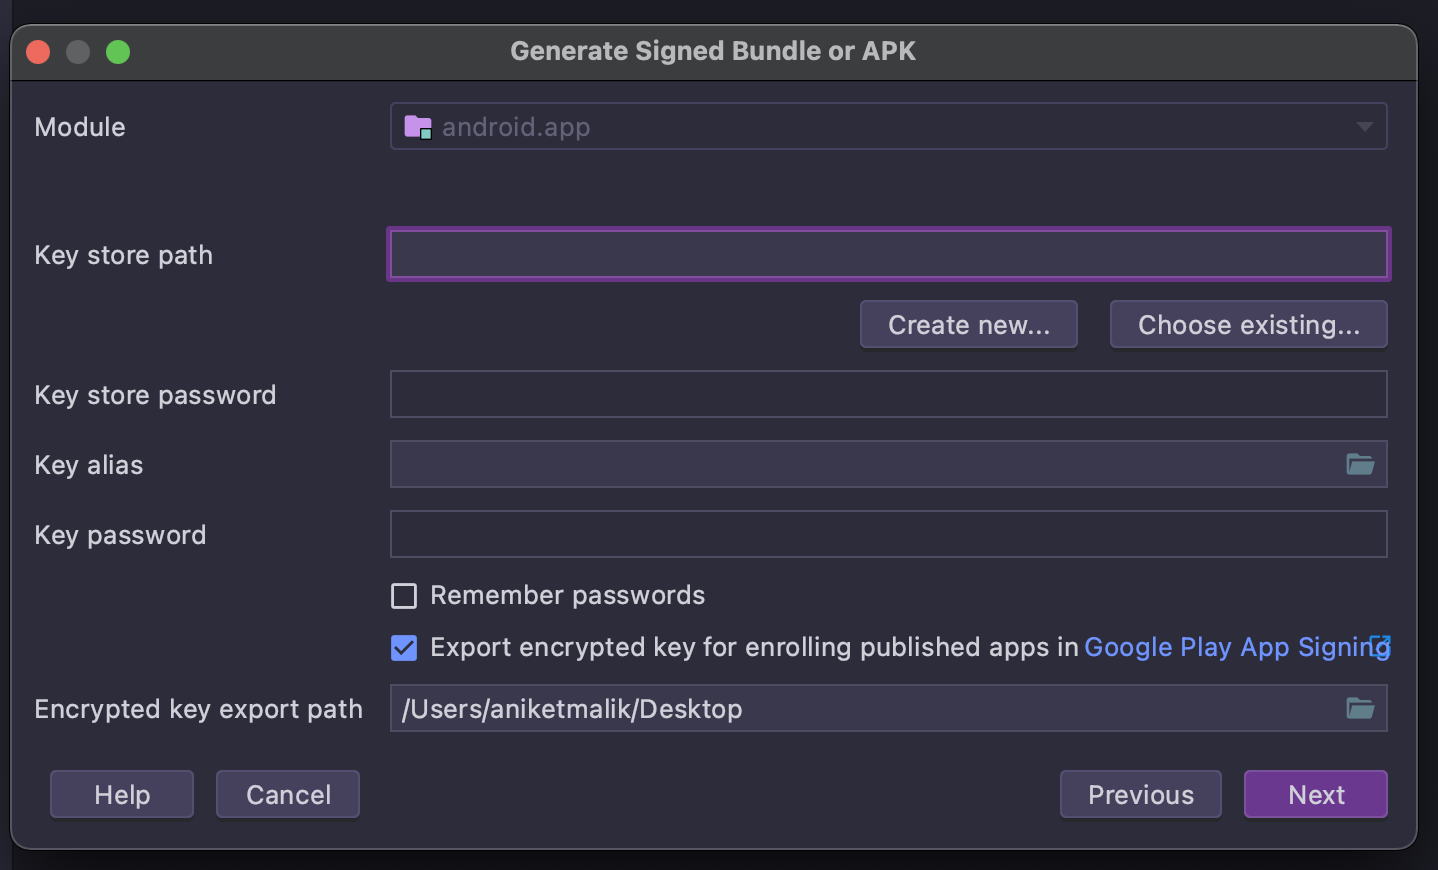 Generate Signed Bundle or APK
Module
android.app
Key store path
Create new...
Choose existing...
Key store password
Key alias
Key password
Remember passwords
Export encrypted key for enrolling published apps in Google Play App Signing
Encrypted key export path
/Users/aniketmalik/Desktop
Help
Cancel
Previous
Next